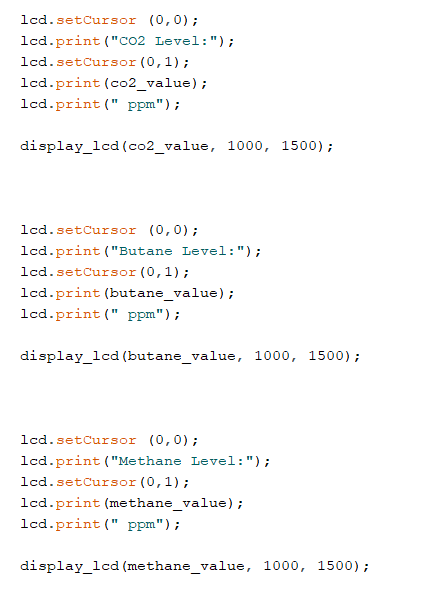 lcd.setCursor (0,0);
lcd.print("CO2 Level:");
lcd.setCursor(0,1);
lcd.print(co2_value);
lcd.print(" ppm");
display_lcd(co2_value, 1000, 1500);
lcd.setCursor (0,0);
lcd.print("Butane Level:");
lcd.setCursor(0,1);
lcd.print(butane_value);
lcd.print(" ppm");
display_lcd(butane_value, 1000, 1500);
lcd.setCursor (0,0);
lcd.print("Methane Level:");
lcd.setCursor(0,1);
lcd.print(methane_value);
lcd.print(" ppm");
display_lcd(methane_value, 1000, 1500);